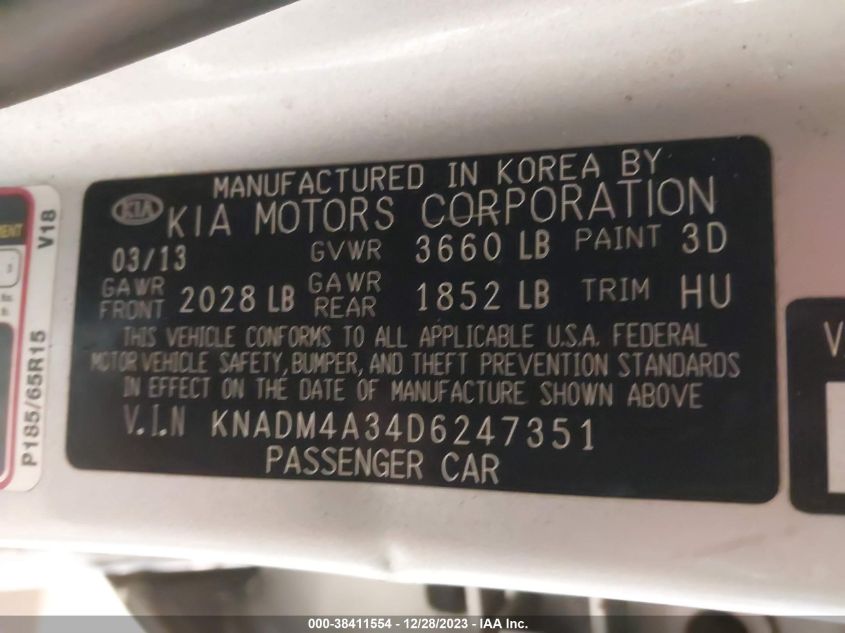 MANUFACTURED IN KOREA BY
KIA KIA MOTORS CORPORATION
03/13 GVWR 3660 LB PAINT 3D
GAWR FRONT 2028 LB GAWR REAR 1852 LB TRIM HU
THIS VEHICLE CONFORMS TO ALL APPLICABLE U.S.A. FEDERAL
MOTOR VEHICLE SAFETY, BUMPER, AND THEFT PREVENTION STANDARDS
IN EFFECT ON THE DATE OF MANUFACTURE SHOWN ABOVE
V.I.N KNADM4A34D6247351
PASSENGER CAR
P185/65R15 V18
000-38411554 - 12/28/2023 - IAA Inc.